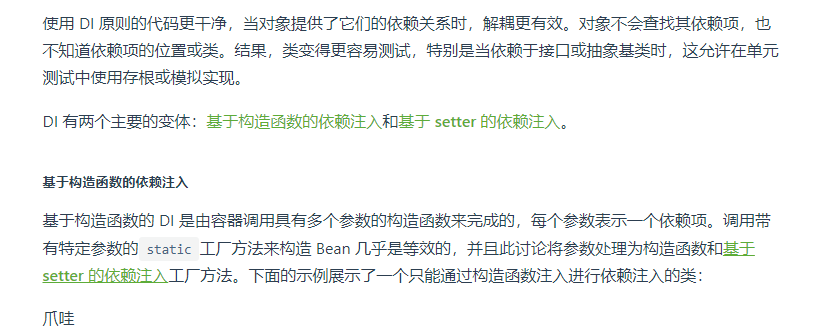 使用 DI 原则的代码更干净，当对象提供了它们的依赖关系时，解耦更有效。对象不会查找其依赖项，也
不知道依赖项的位置或类。结果，类变得更容易测试，特别是当依赖于接口或抽象基类时，这允许在单元
测试中使用存根或模拟实现。
DI 有两个主要的变体：基于构造函数的依赖注入和基于 setter 的依赖注入。
基于构造函数的依赖注入
基于构造函数的 DI 是由容器调用具有多个参数的构造函数来完成的，每个参数表示一个依赖项。调用带
有特定参数的 static 工厂方法来构造 Bean 几乎是等效的，并且此讨论将参数处理为构造函数和基于
setter 的依赖注入工厂方法。下面的示例展示了一个只能通过构造函数注入进行依赖注入的类：
爪哇